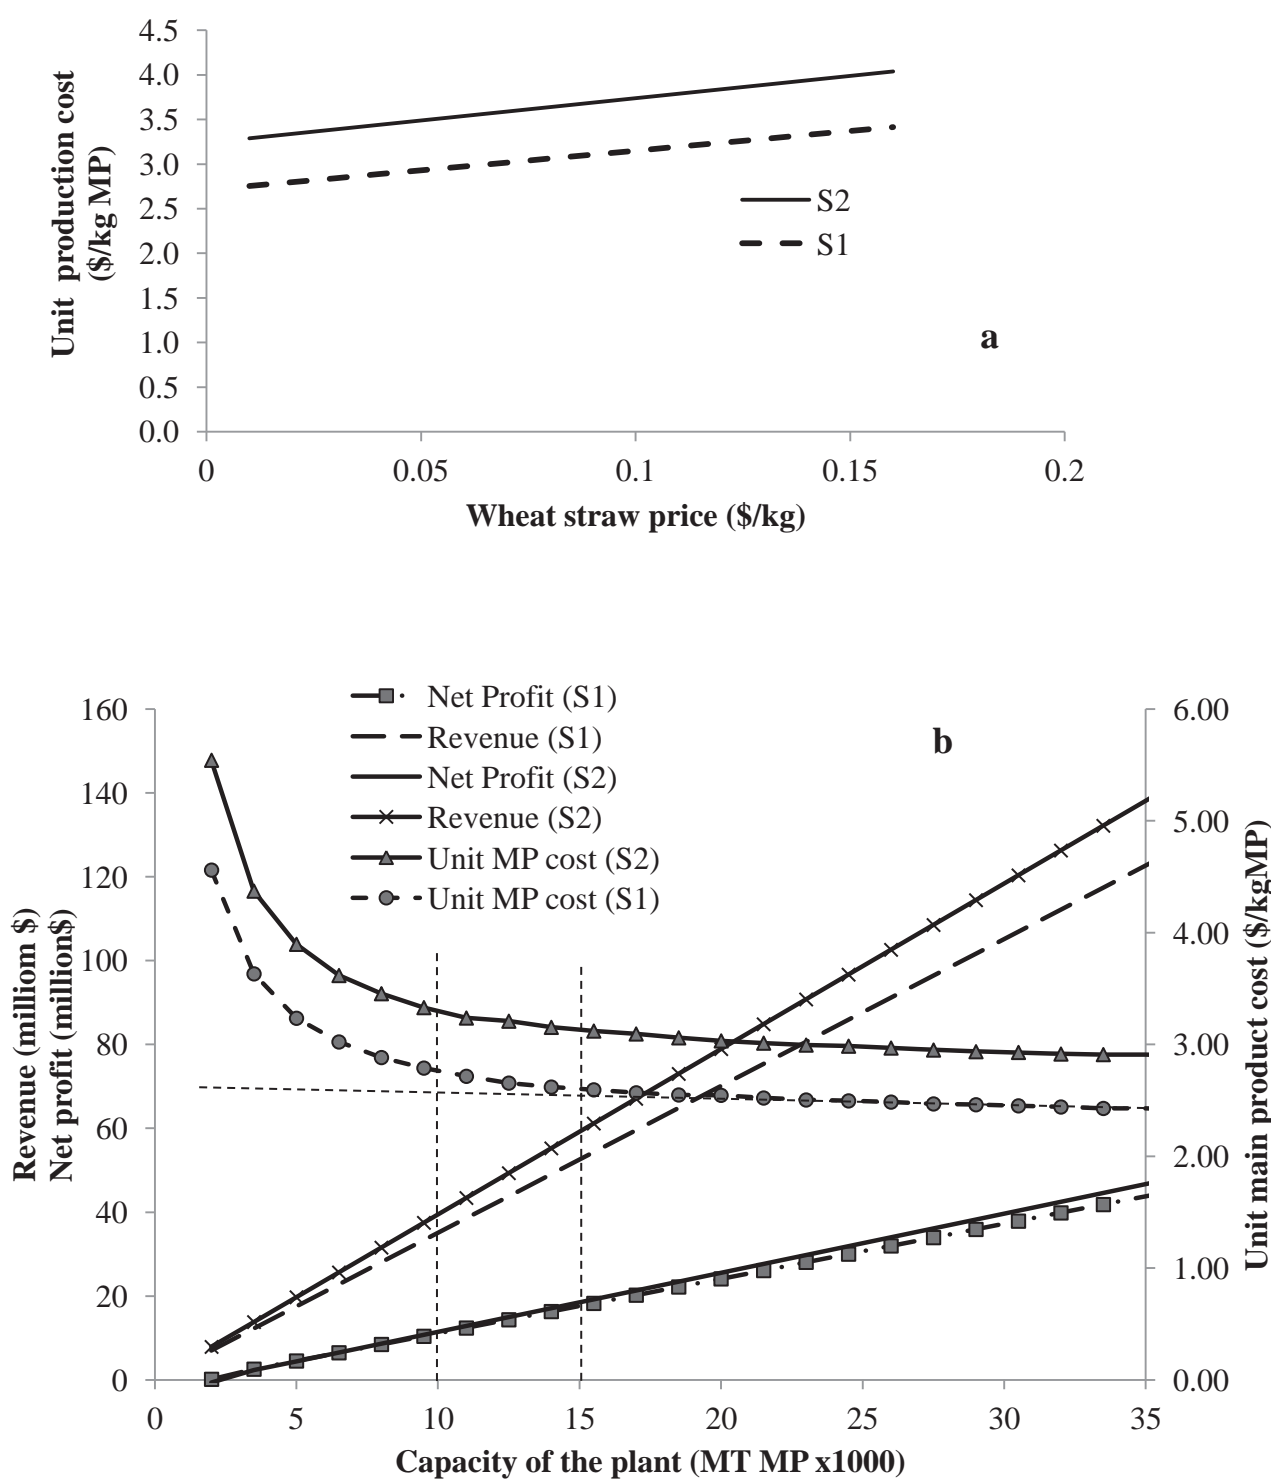 4.5
4.0
3.5
3.0
2.5
2.0
1.5
1.0
0.5
0.0
Unit production cost
($/kg MP)
S2
S1
a
0 0.05 0.1 0.15 0.2
Wheat straw price ($/kg)
Net Profit (S1)
Revenue (S1)
Net Profit (S2)
Revenue (S2)
Unit MP cost (S2)
Unit MP cost (S1)
b
160
140
120
100
80
60
40
20
0
Revenue (milliom $)
Net profit (million$)
6.00
5.00
4.00
3.00
2.00
1.00
0.00
Unit main product cost ($/kgMP)
0 5 10 15 20 25 30 35
Capacity of the plant (MT MP x1000)